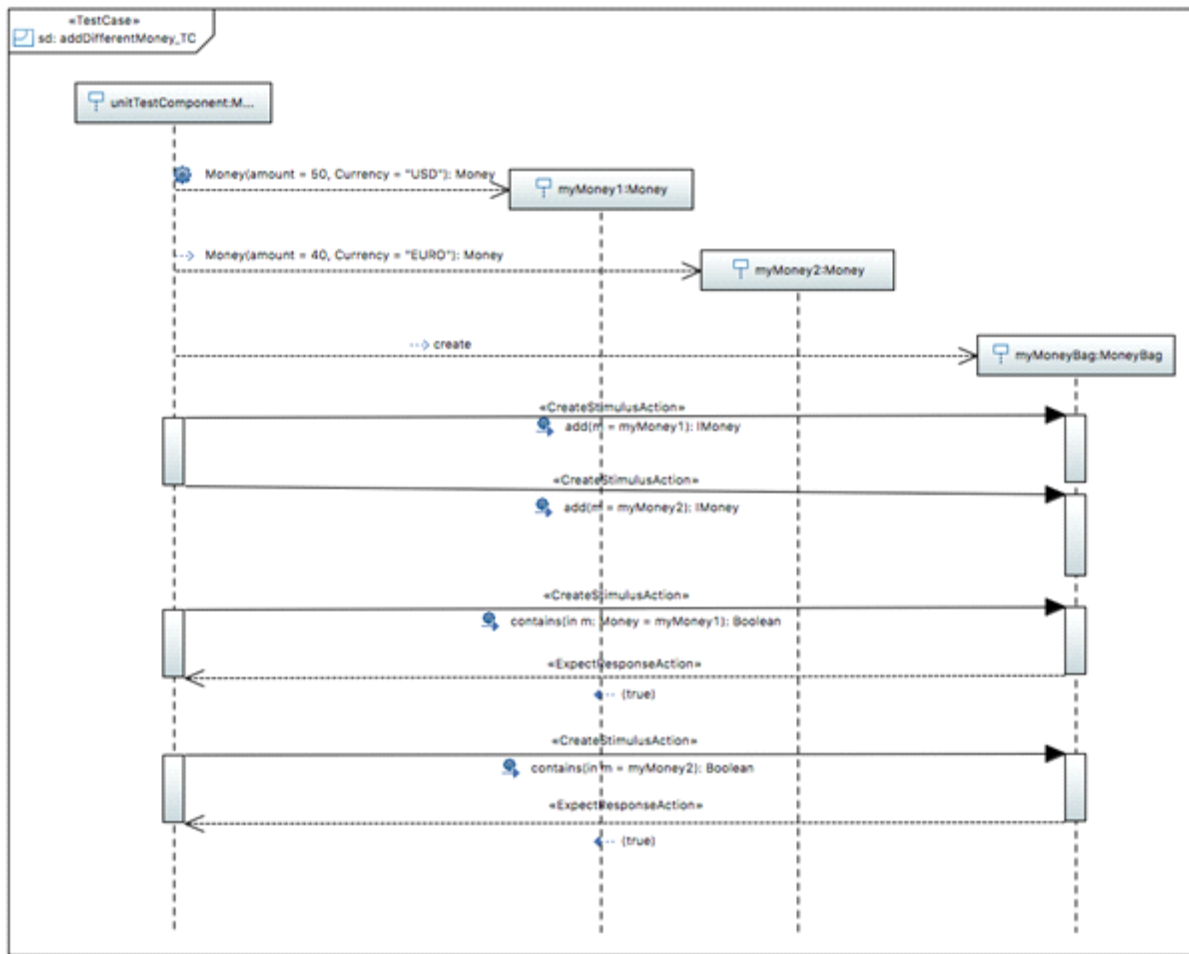 «TestCase»
sd: addDifferentMoney_TC
unitTestComponent:M...
Money(amount = 50, Currency = "USD"): Money
myMoney1:Money
Money(amount = 40, Currency = "EURO"): Money
myMoney2:Money
create
myMoneyBag:MoneyBag
«CreateStimulusAction»
add(m = myMoney1): IMoney
«CreateStimulusAction»
add(m = myMoney2): IMoney
«CreateStimulusAction»
contains(in m: Money = myMoney1): Boolean
«ExpectResponseAction»
(true)
«CreateStimulusAction»
contains(in m = myMoney2): Boolean
«ExpectResponseAction»
(true)